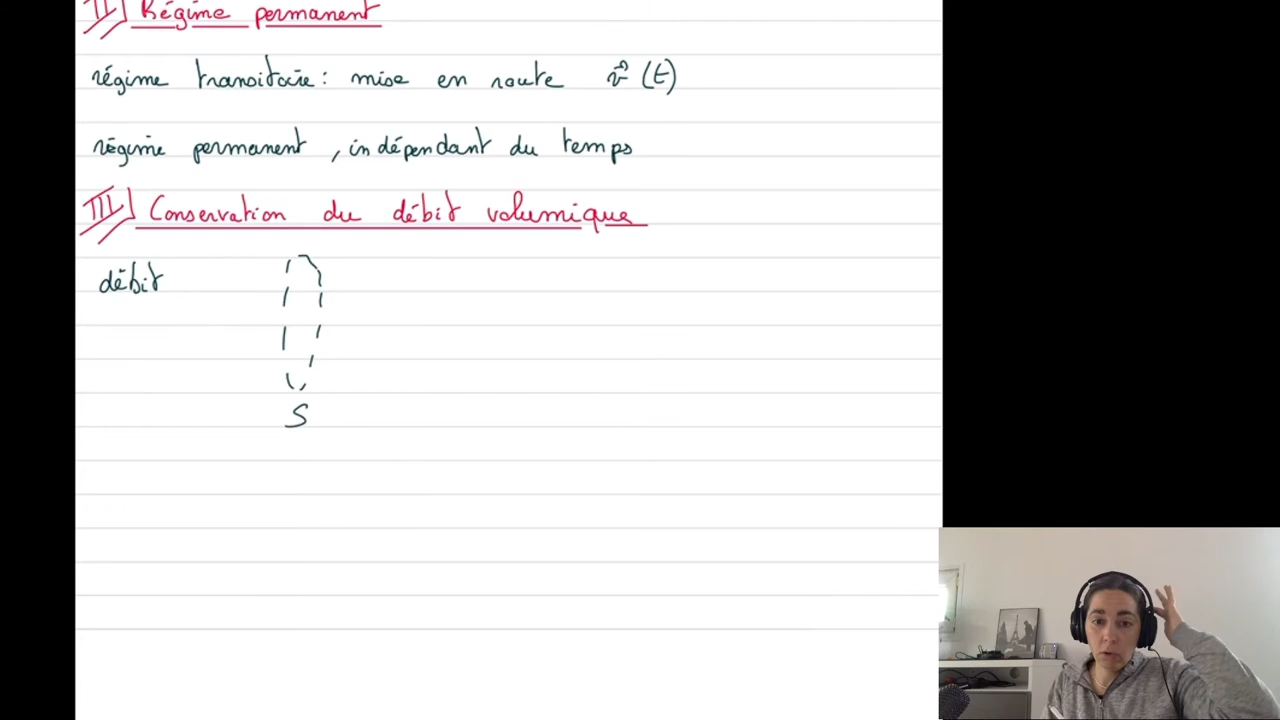 II] Régime permanent
régime transitoire : mise en route v⃗ (t)
régime permanent , indépendant du temps
III] Conservation du débit volumique
débit
S